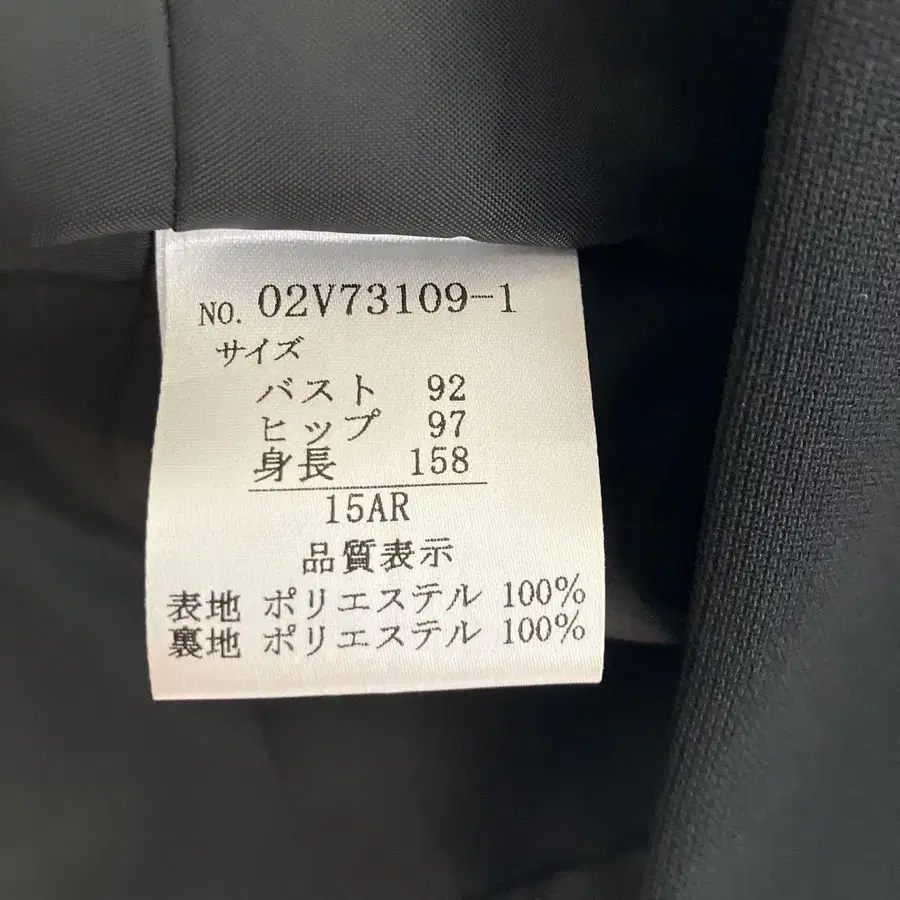 NO. 02V73109-1
サイズ
バスト 92
ヒップ 97
身長 158
15AR
品質表示
表地 ポリエステル 100%
裏地 ポリエステル 100%